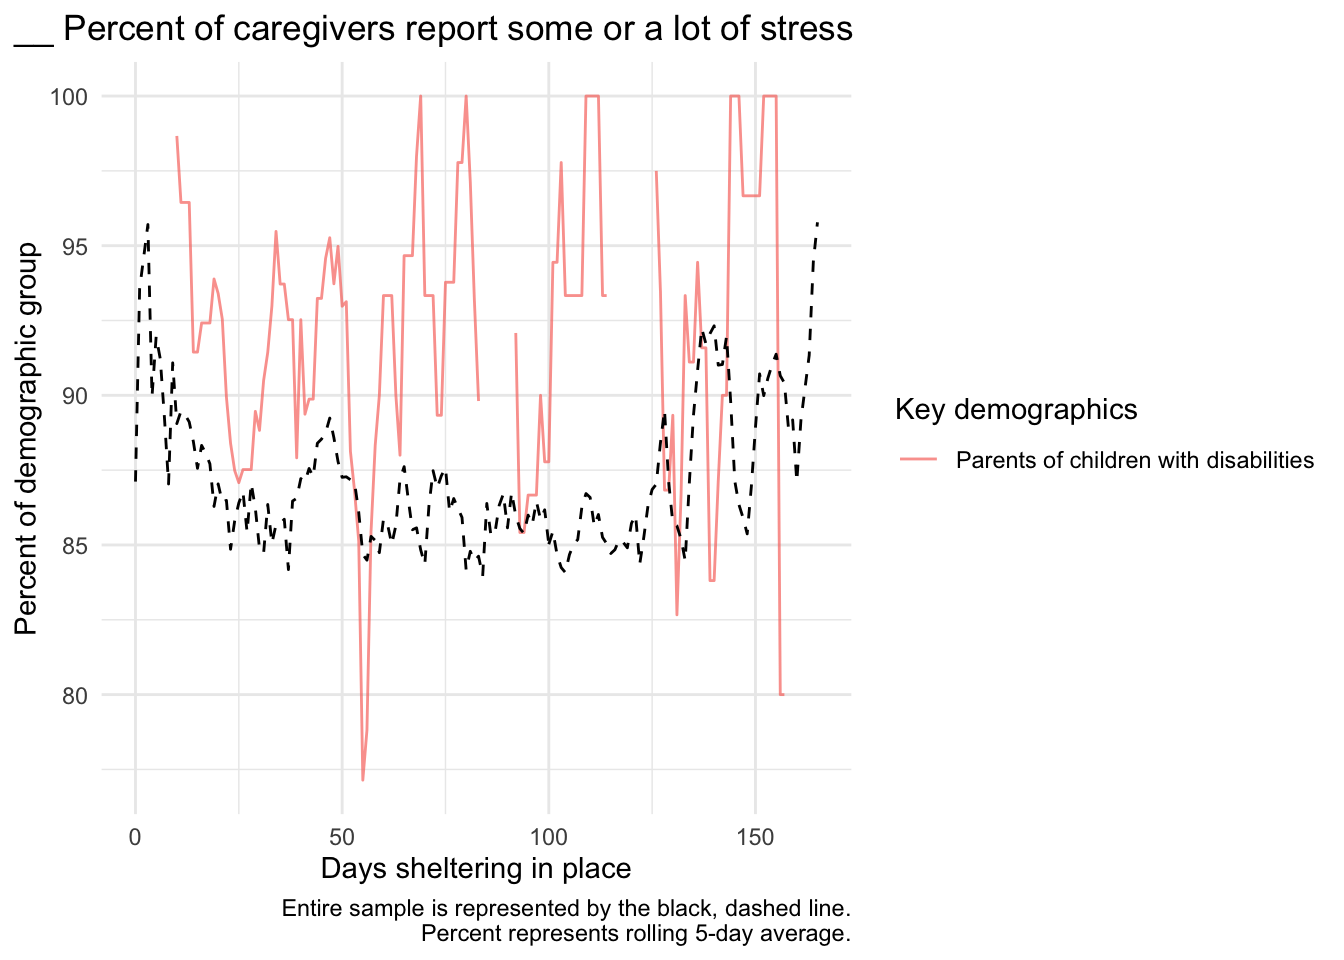 __ Percent of caregivers report some or a lot of stress
Percent of demographic group
100
95
90
85
80
0
50
100
150
Days sheltering in place
Key demographics
Parents of children with disabilities
Entire sample is represented by the black, dashed line.
Percent represents rolling 5-day average.